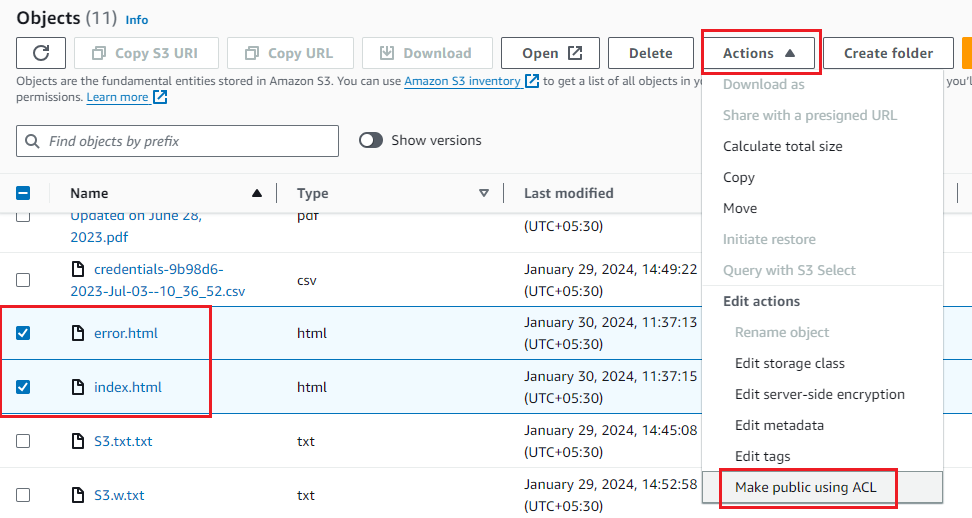 Objects (11) Info
Copy S3 URI
Copy URL
Download
Open
Delete
Actions
Create folder
Objects are the fundamental entities stored in Amazon S3. You can use Amazon S3 inventory to get a list of all objects in
you'l
permissions. Learn more
Find objects by prefix
Show versions
Name
Type
Last modified
Updated on June 28,
2023.pdf
pdf
(UTC+05:30)
credentials-9b98d6-
2023-Jul-03--10_36_52.csv
csv
January 29, 2024, 14:49:22
(UTC+05:30)
error.html
html
January 30, 2024, 11:37:13
(UTC+05:30)
index.html
html
January 30, 2024, 11:37:15
(UTC+05:30)
S3.txt.txt
txt
January 29, 2024, 14:45:08
(UTC+05:30)
S3.w.txt
txt
January 29, 2024, 14:52:58
(UTC+05:30)
Download as
Share with a presigned URL
Calculate total size
Copy
Move
Initiate restore
Query with S3 Select
Edit actions
Rename object
Edit storage class
Edit server-side encryption
Edit metadata
Edit tags
Make public using ACL